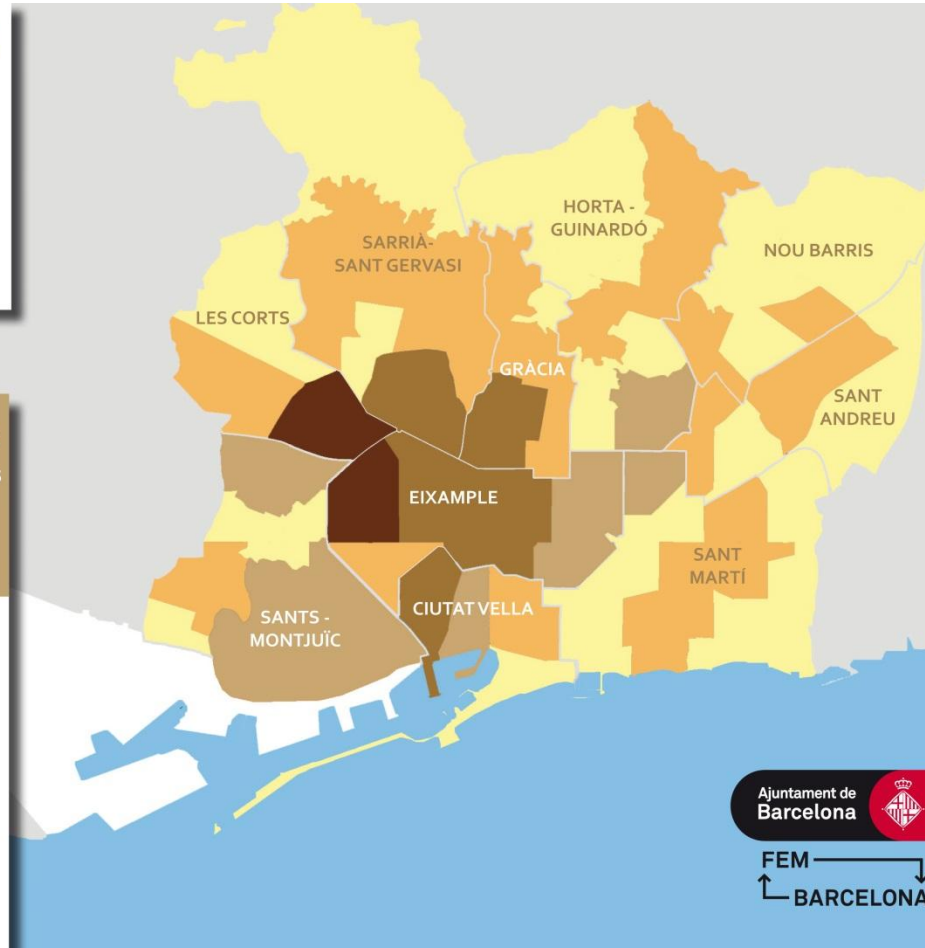 HORTA -
GUINARDÓ
SARRIÀ-
SANT GERVASI
NOU BARRIS
LES CORTS
GRÀCIA
SANT
ANDREU
EIXAMPLE
SANT
MARTÍ
CIUTAT VELLA
SANTS -
MONTJUÏC
Ajuntament de
Barcelona
FEM
BARCELONA